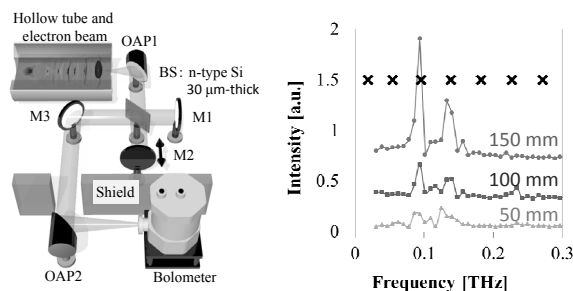 Hollow tube and
electron beam
OAP1
BS: n-type Si
30 μm-thick
M3
M1
M2
Shield
OAP2
Bolometer
Intensity [a.u.]
2
1.5
1
0.5
0
150 mm
100 mm
50 mm
0
0.1
0.2
0.3
Frequency [THz]